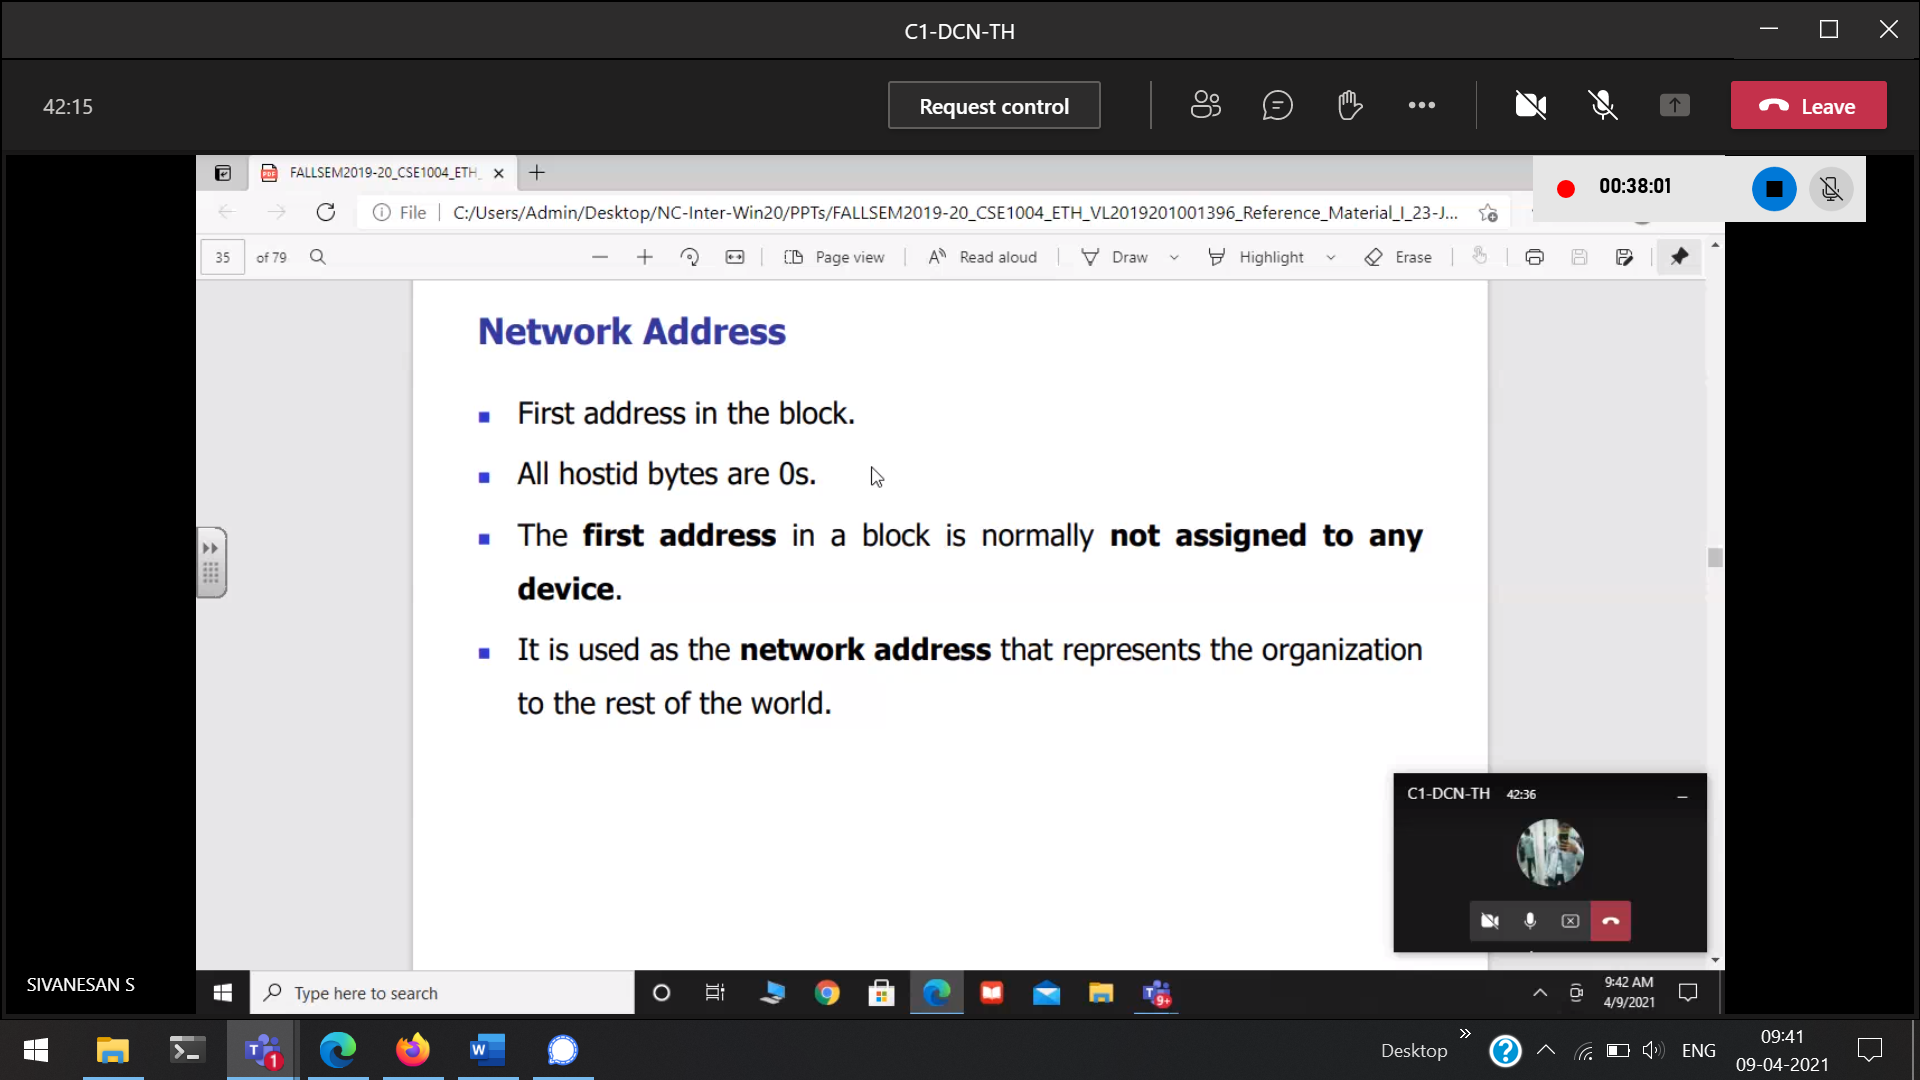 C1-DCN-TH
42:15
Request control
Leave
FALLSEM2019-20_CSE1004_ETH_
00:38:01
File
C:/Users/Admin/Desktop/NC-Inter-Win20/PPTs/FALLSEM2019-20_CSE1004_ETH_VL2019201001396_Reference_Material_I_23-J...
35 of 79
Page view
Read aloud
Draw
Highlight
Erase
Network Address
First address in the block.
All hostid bytes are 0s.
The first address in a block is normally not assigned to any
device.
It is used as the network address that represents the organization
to the rest of the world.
C1-DCN-TH 42:36
SIVANESAN S
Type here to search
9+
9:42 AM
4/9/2021
1
Desktop
ENG
09:41
09-04-2021